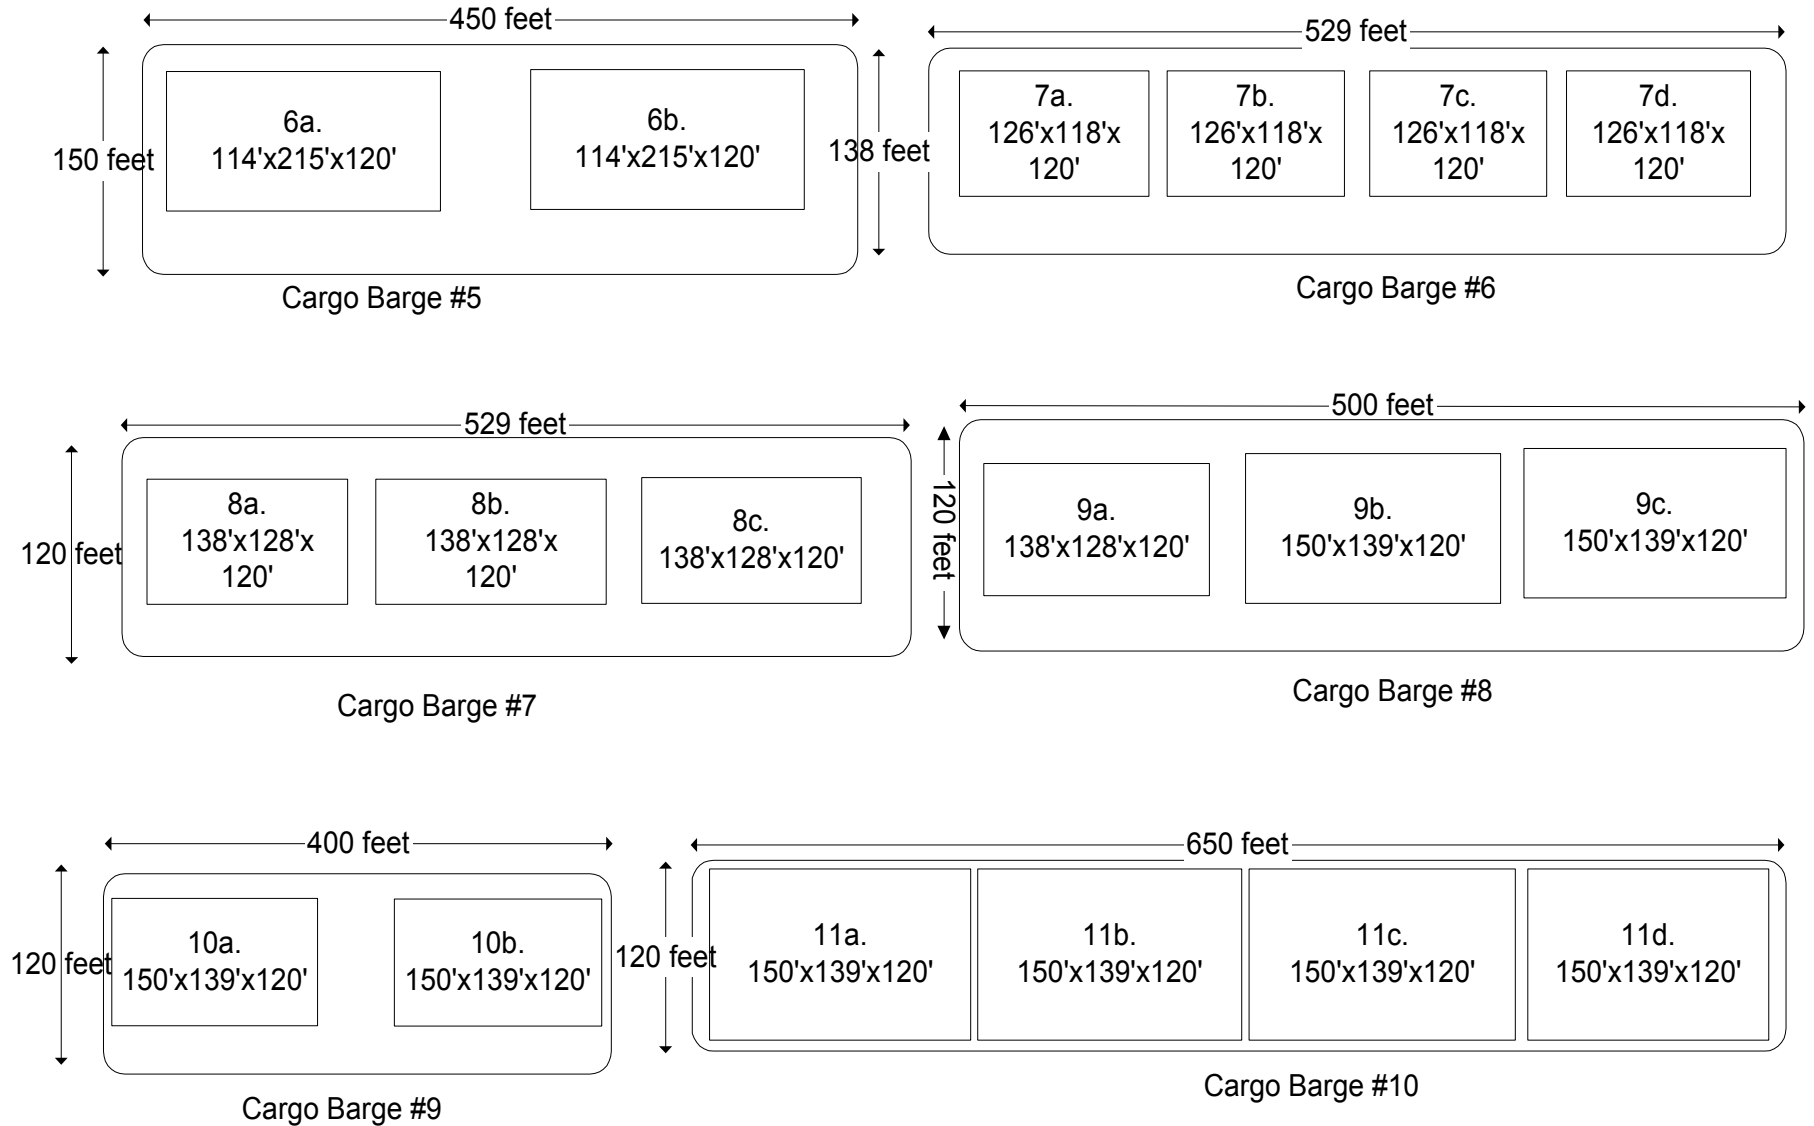 450 feet
150 feet
6a.
114'x215'x120'
6b.
114'x215'x120'
Cargo Barge #5
529 feet
138 feet
7a.
126'x118'x
120'
7b.
126'x118'x
120'
7c.
126'x118'x
120'
7d.
126'x118'x
120'
Cargo Barge #6
529 feet
120 feet
8a.
138'x128'x
120'
8b.
138'x128'x
120'
8c.
138'x128'x120'
Cargo Barge #7
500 feet
120 feet
9a.
138'x128'x120'
9b.
150'x139'x120'
9c.
150'x139'x120'
Cargo Barge #8
400 feet
120 feet
10a.
150'x139'x120'
10b.
150'x139'x120'
Cargo Barge #9
650 feet
120 feet
11a.
150'x139'x120'
11b.
150'x139'x120'
11c.
150'x139'x120'
11d.
150'x139'x120'
Cargo Barge #10